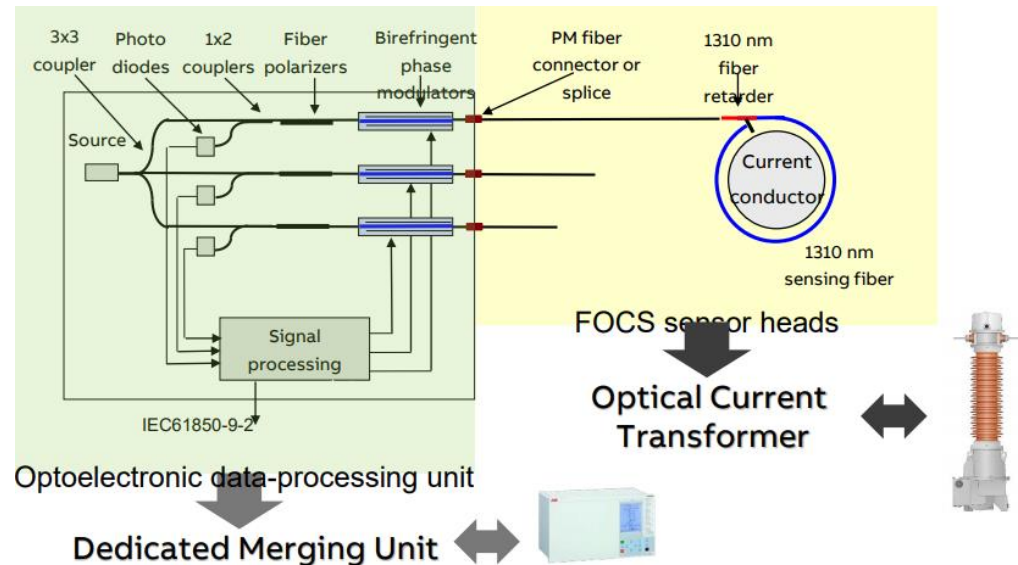 3x3
coupler
Photo
diodes
1x2
couplers
Fiber
polarizers
Birefringent
phase
modulators
PM fiber
connector or
splice
1310 nm
fiber
retarder
Source
Current
conductor
1310 nm
sensing fiber
Signal
processing
IEC61850-9-2
FOCS sensor heads
Optical Current
Transformer
Optoelectronic data-processing unit
Dedicated Merging Unit